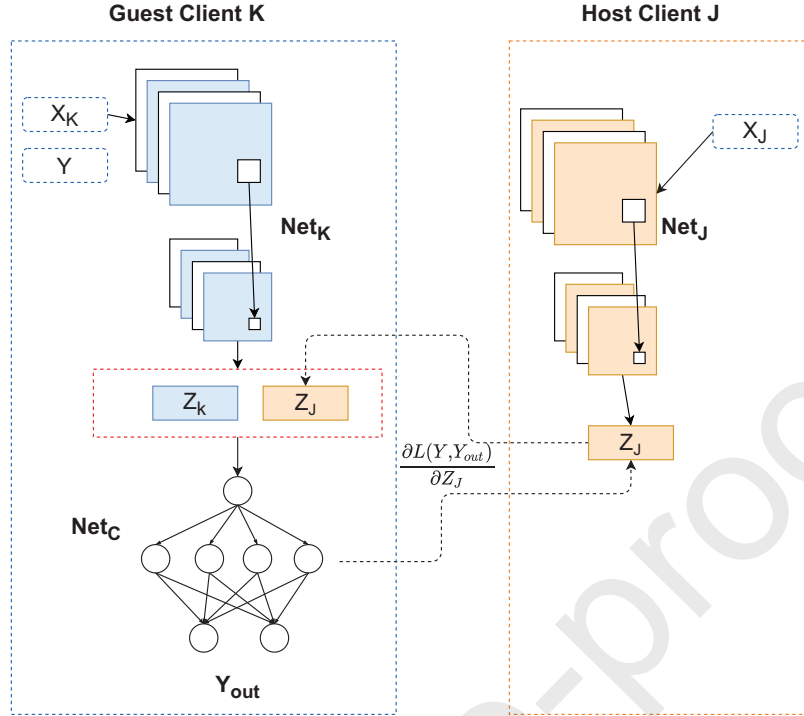 Guest Client K
Host Client J
X_K
Y
Net_K
X_J
Net_J
Z_k
Z_J
Z_J
∂L(Y,Y_out)
∂Z_J
Net_C
Y_out